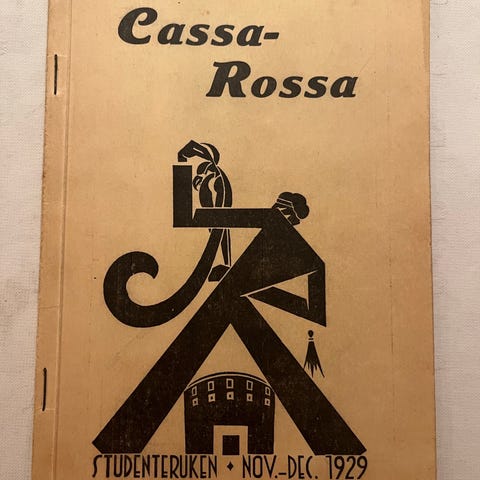 Cassa-
Rossa
STUDENTERUKEN • NOV.-DEC. 1929